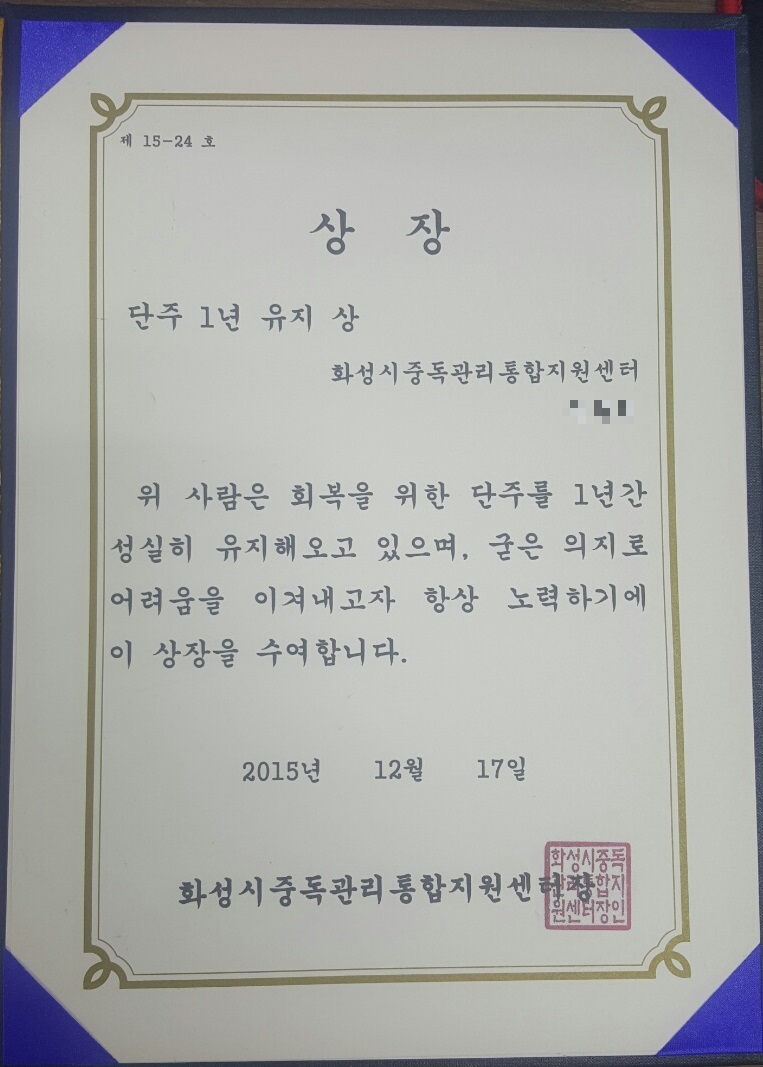 제 15-24 호
상 장
단주 1년 유지 상
화성시중독관리통합지원센터
위 사람은 회복을 위한 단주를 1년간
성실히 유지해오고 있으며, 굳은 의지로
어려움을 이겨내고자 항상 노력하기에
이 상장을 수여합니다.
2015년 12월 17일
화성시중독관리통합지원센터장
화성시중독
관리통합지
원센터장인